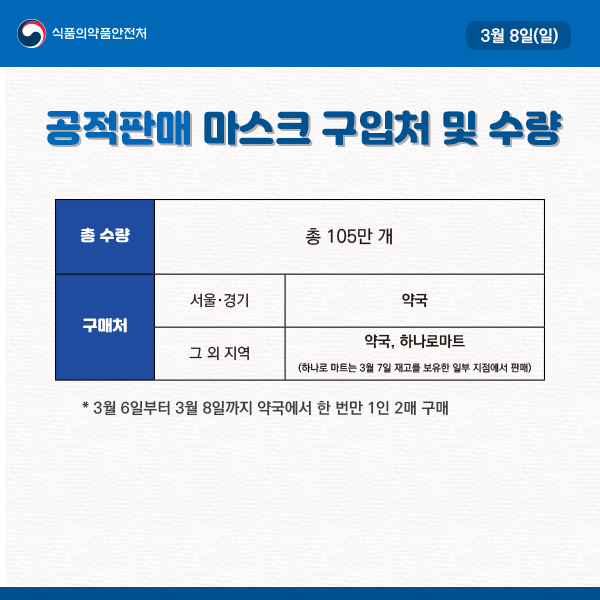 식품의약품안전처
3월 8일(일)
공적판매 마스크 구입처 및 수량
총 수량
총 105만 개
구매처
서울·경기
약국
그 외 지역
약국, 하나로마트
(하나로 마트는 3월 7일 재고를 보유한 일부 지점에서 판매)
* 3월 6일부터 3월 8일까지 약국에서 한 번만 1인 2매 구매